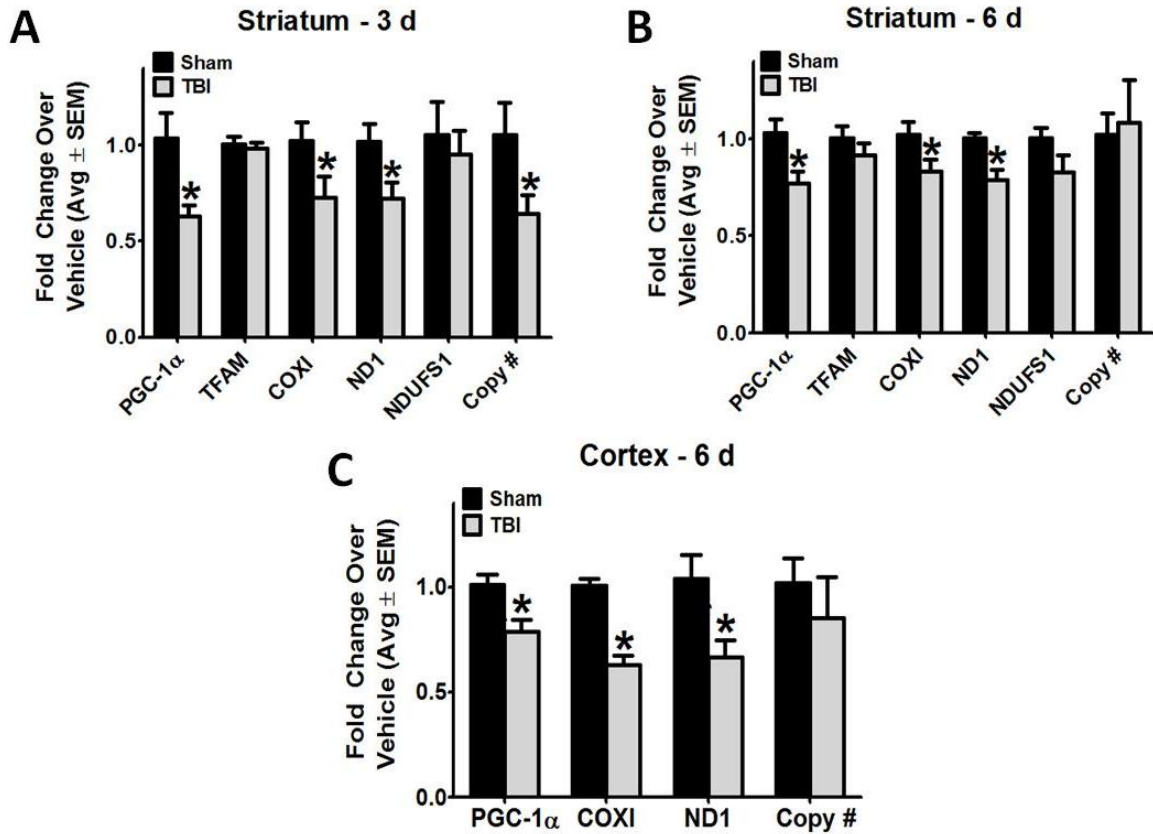 A
Striatum - 3 d
Sham
TBI
Fold Change Over
Vehicle (Avg ± SEM)
1.0
0.5
0.0
*
*
*
*
PGC-1α
TFAM
COXI
ND1
NDUFS1
Copy #
B
Striatum - 6 d
Sham
TBI
Fold Change Over
Vehicle (Avg ± SEM)
1.0
0.5
0.0
*
*
*
PGC-1α
TFAM
COXI
ND1
NDUFS1
Copy #
C
Cortex - 6 d
Sham
TBI
Fold Change Over
Vehicle (Avg ± SEM)
1.0
0.5
0.0
*
*
*
PGC-1α
COXI
ND1
Copy #